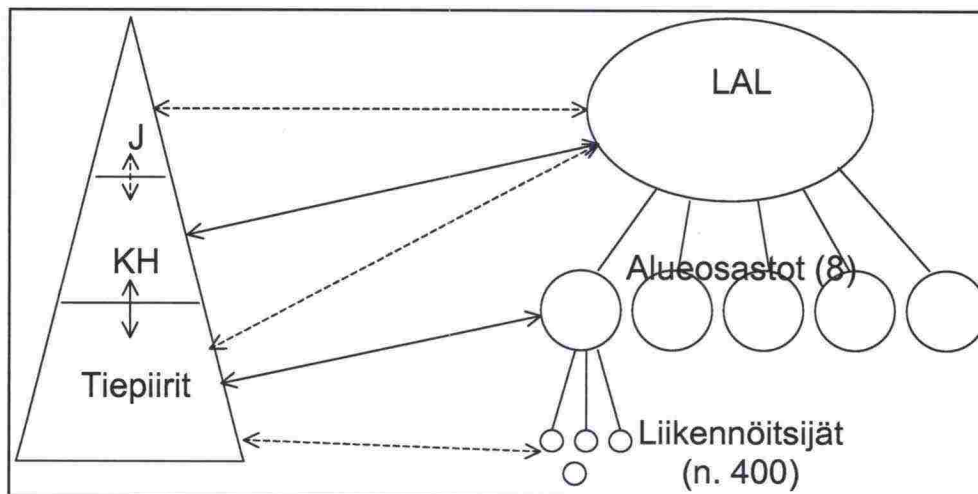 LAL
J
KH
Alueosastot (8)
Tiepiirit
Liikennöitsijät
(n. 400)